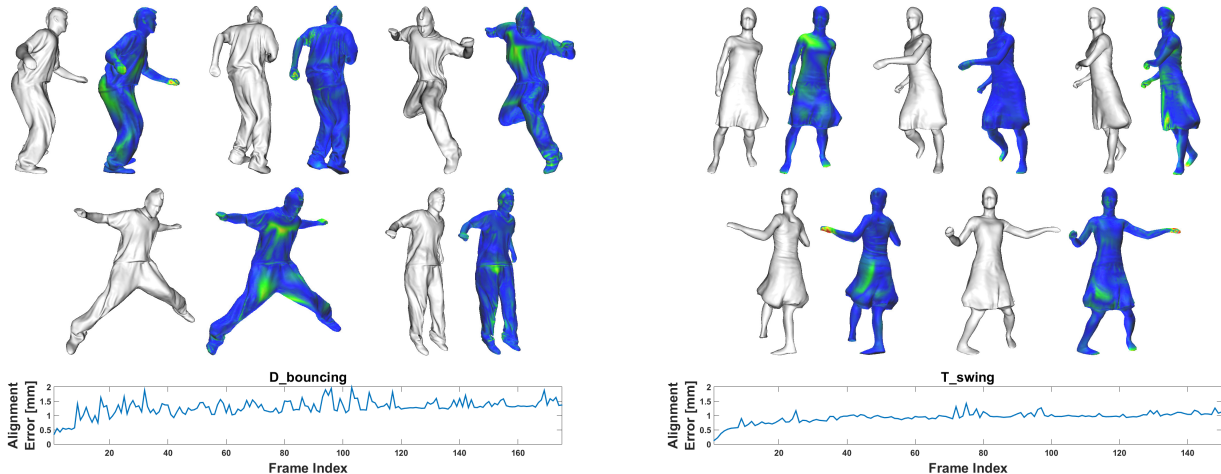 D_bouncing
Alignment
Error [mm]
2
1.5
1
0.5
0
20 40 60 80 100 120 140 160
Frame Index
T_swing
Alignment
Error [mm]
2
1.5
1
0.5
0
20 40 60 80 100 120 140
Frame Index